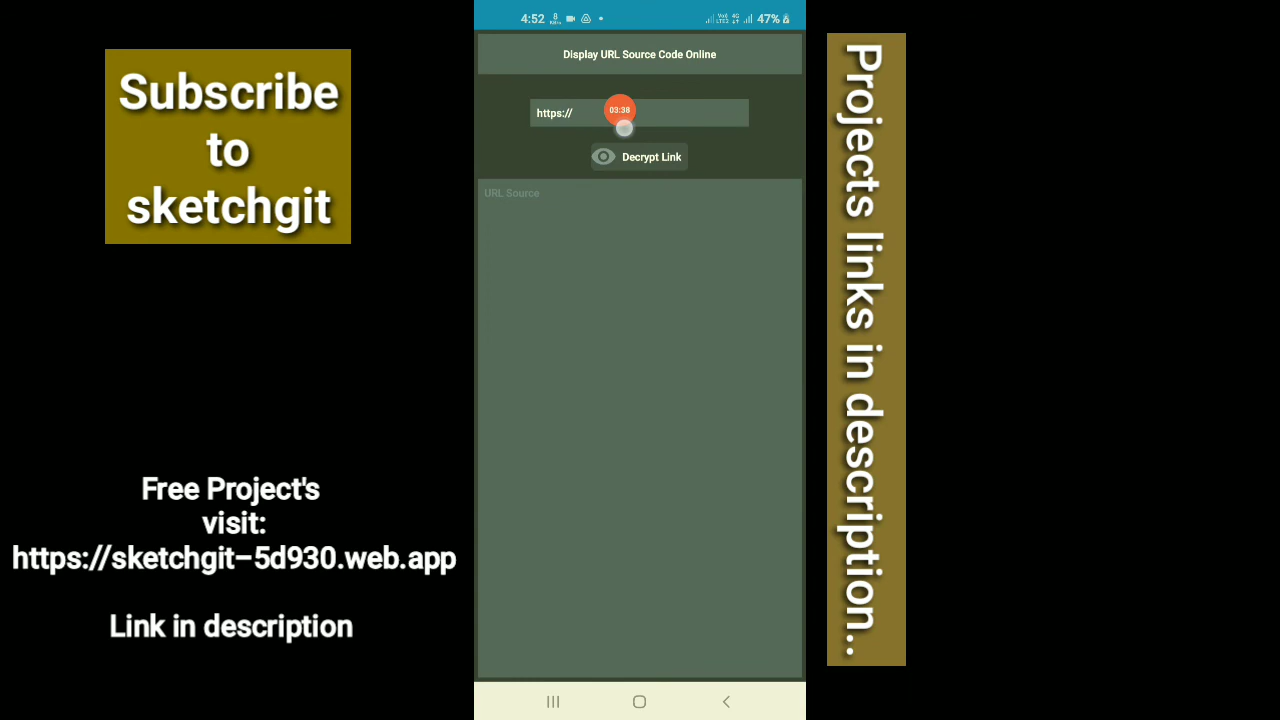 Subscribe
to
sketchgit
Free Project's
visit:
https://sketchgit-5d930.web.app
Link in description
4:52
47%
Display URL Source Code Online
https://
03:38
Decrypt Link
URL Source
Projects links in description...